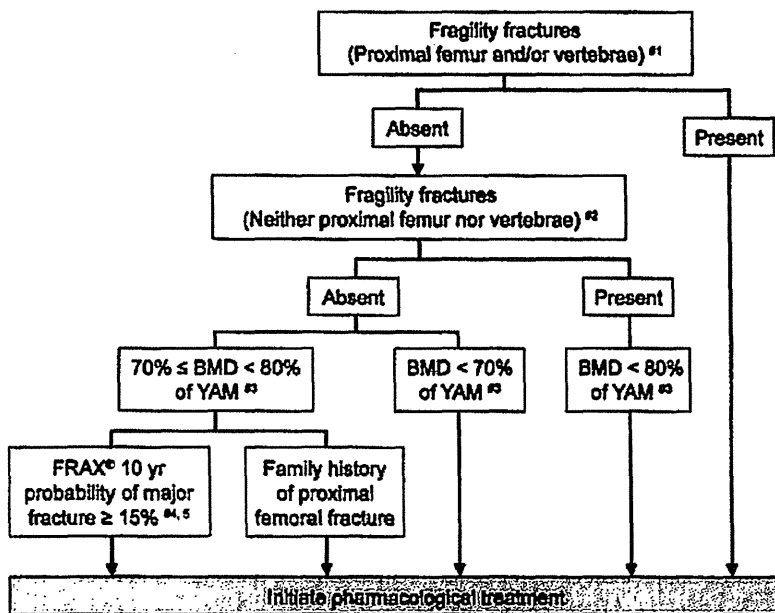 Fragility fractures
(Proximal femur and/or vertebrae) #1
Absent
Present
Fragility fractures
(Neither proximal femur nor vertebrae) #2
Absent
Present
70% ≤ BMD < 80%
of YAM #3
BMD < 70%
of YAM #3
BMD < 80%
of YAM #3
FRAX® 10 yr
probability of major
fracture ≥ 15% #4, 5
Family history
of proximal
femoral fracture
Initiate pharmacological treatment